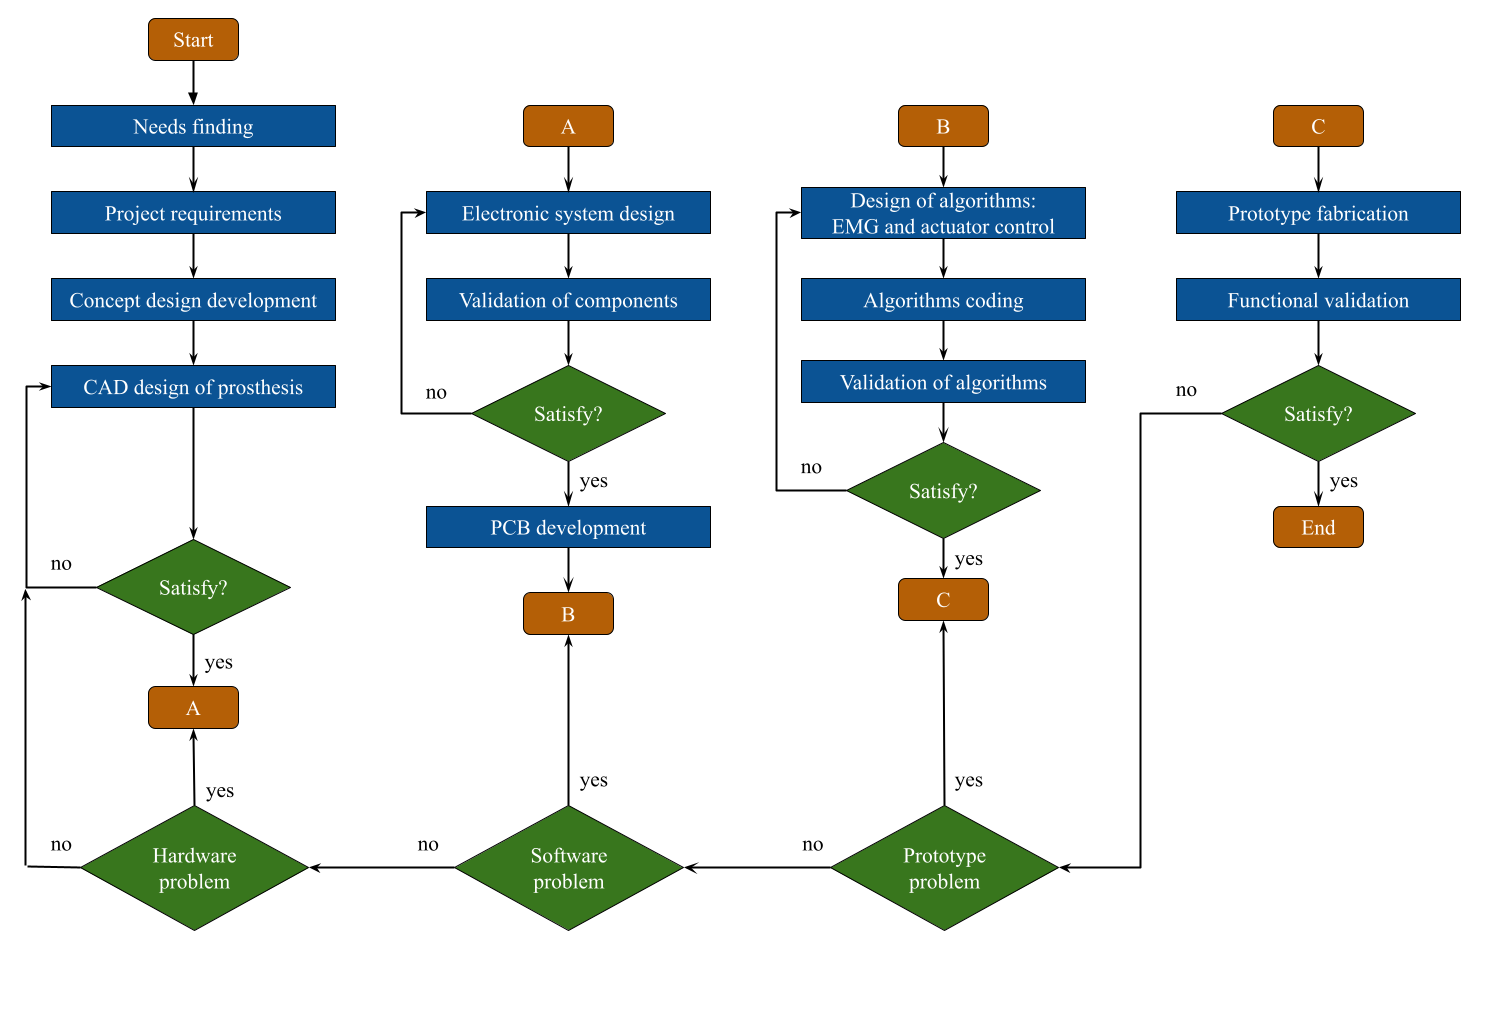 Start
Needs finding
Project requirements
Concept design development
CAD design of prosthesis
no
Satisfy?
yes
A
yes
no
Hardware
problem
A
Electronic system design
Validation of components
no
Satisfy?
yes
PCB development
B
yes
no
Software
problem
B
Design of algorithms:
EMG and actuator control
Algorithms coding
Validation of algorithms
no
Satisfy?
yes
C
yes
no
Prototype
problem
C
Prototype fabrication
Functional validation
no
Satisfy?
yes
End